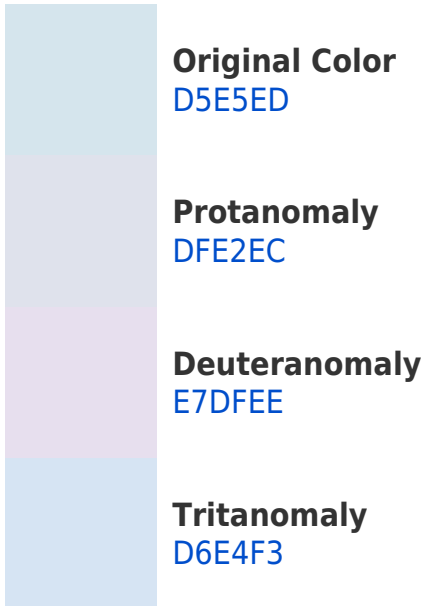 Original Color
D5E5ED
Protanomaly
DFE2EC
Deuteranomaly
E7DFEE
Tritanomaly
D6E4F3